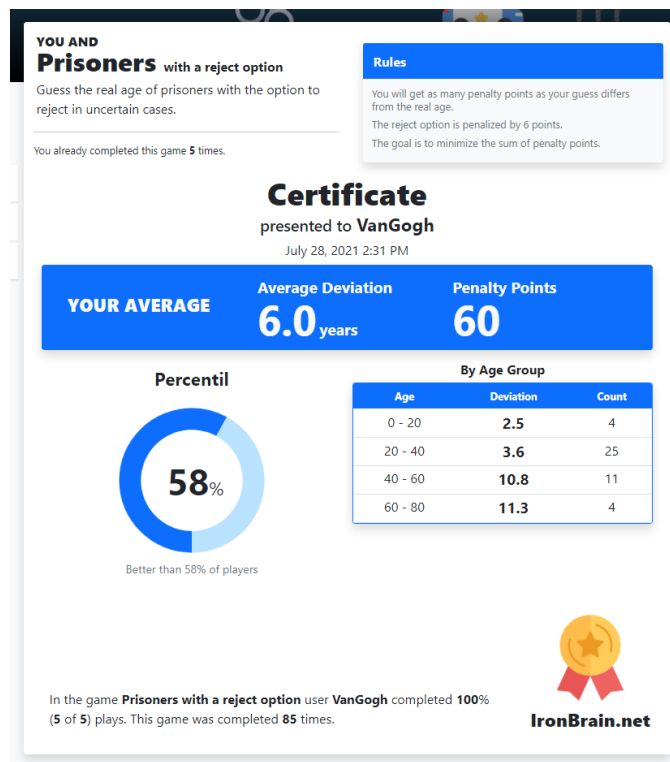 YOU AND
Prisoners with a reject option
Guess the real age of prisoners with the option to
reject in uncertain cases.
You already completed this game 5 times.
Rules
You will get as many penalty points as your guess differs
from the real age.
The reject option is penalized by 6 points.
The goal is to minimize the sum of penalty points.
Certificate
presented to VanGogh
July 28, 2021 2:31 PM
YOUR AVERAGE
Average Deviation
6.0 years
Penalty Points
60
Percentil
58%
Better than 58% of players
By Age Group
Age Deviation Count
0 - 20 2.5 4
20 - 40 3.6 25
40 - 60 10.8 11
60 - 80 11.3 4
In the game Prisoners with a reject option user VanGogh completed 100%
(5 of 5) plays. This game was completed 85 times.
IronBrain.net